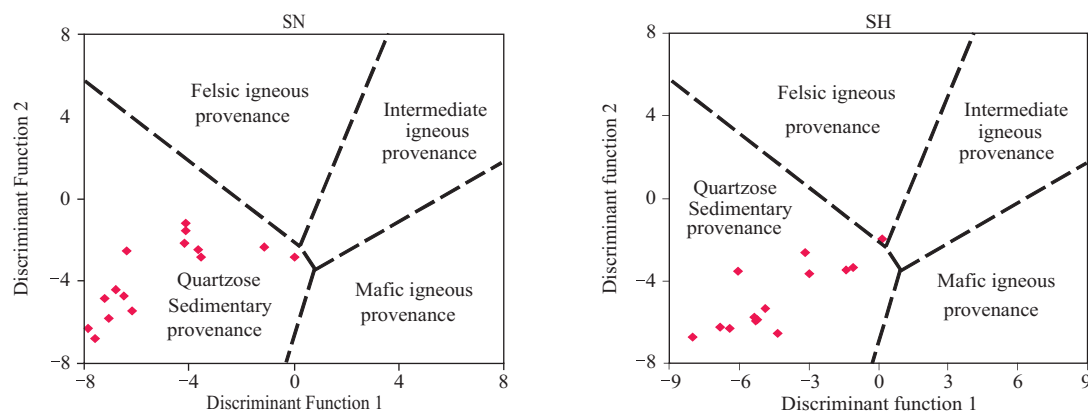 SN
8
4
0
−4
−8
−8
−4
0
4
8
Discriminant Function 2
Discriminant Function 1
Felsic igneous
provenance
Intermediate
igneous
provenance
Quartzose
Sedimentary
provenance
Mafic igneous
provenance
SH
8
4
0
−4
−8
−9
−6
−3
0
3
6
9
Discriminant function 2
Discriminant function 1
Felsic igneous
provenance
Intermediate
igneous
provenance
Quartzose
Sedimentary
provenance
Mafic igneous
provenance